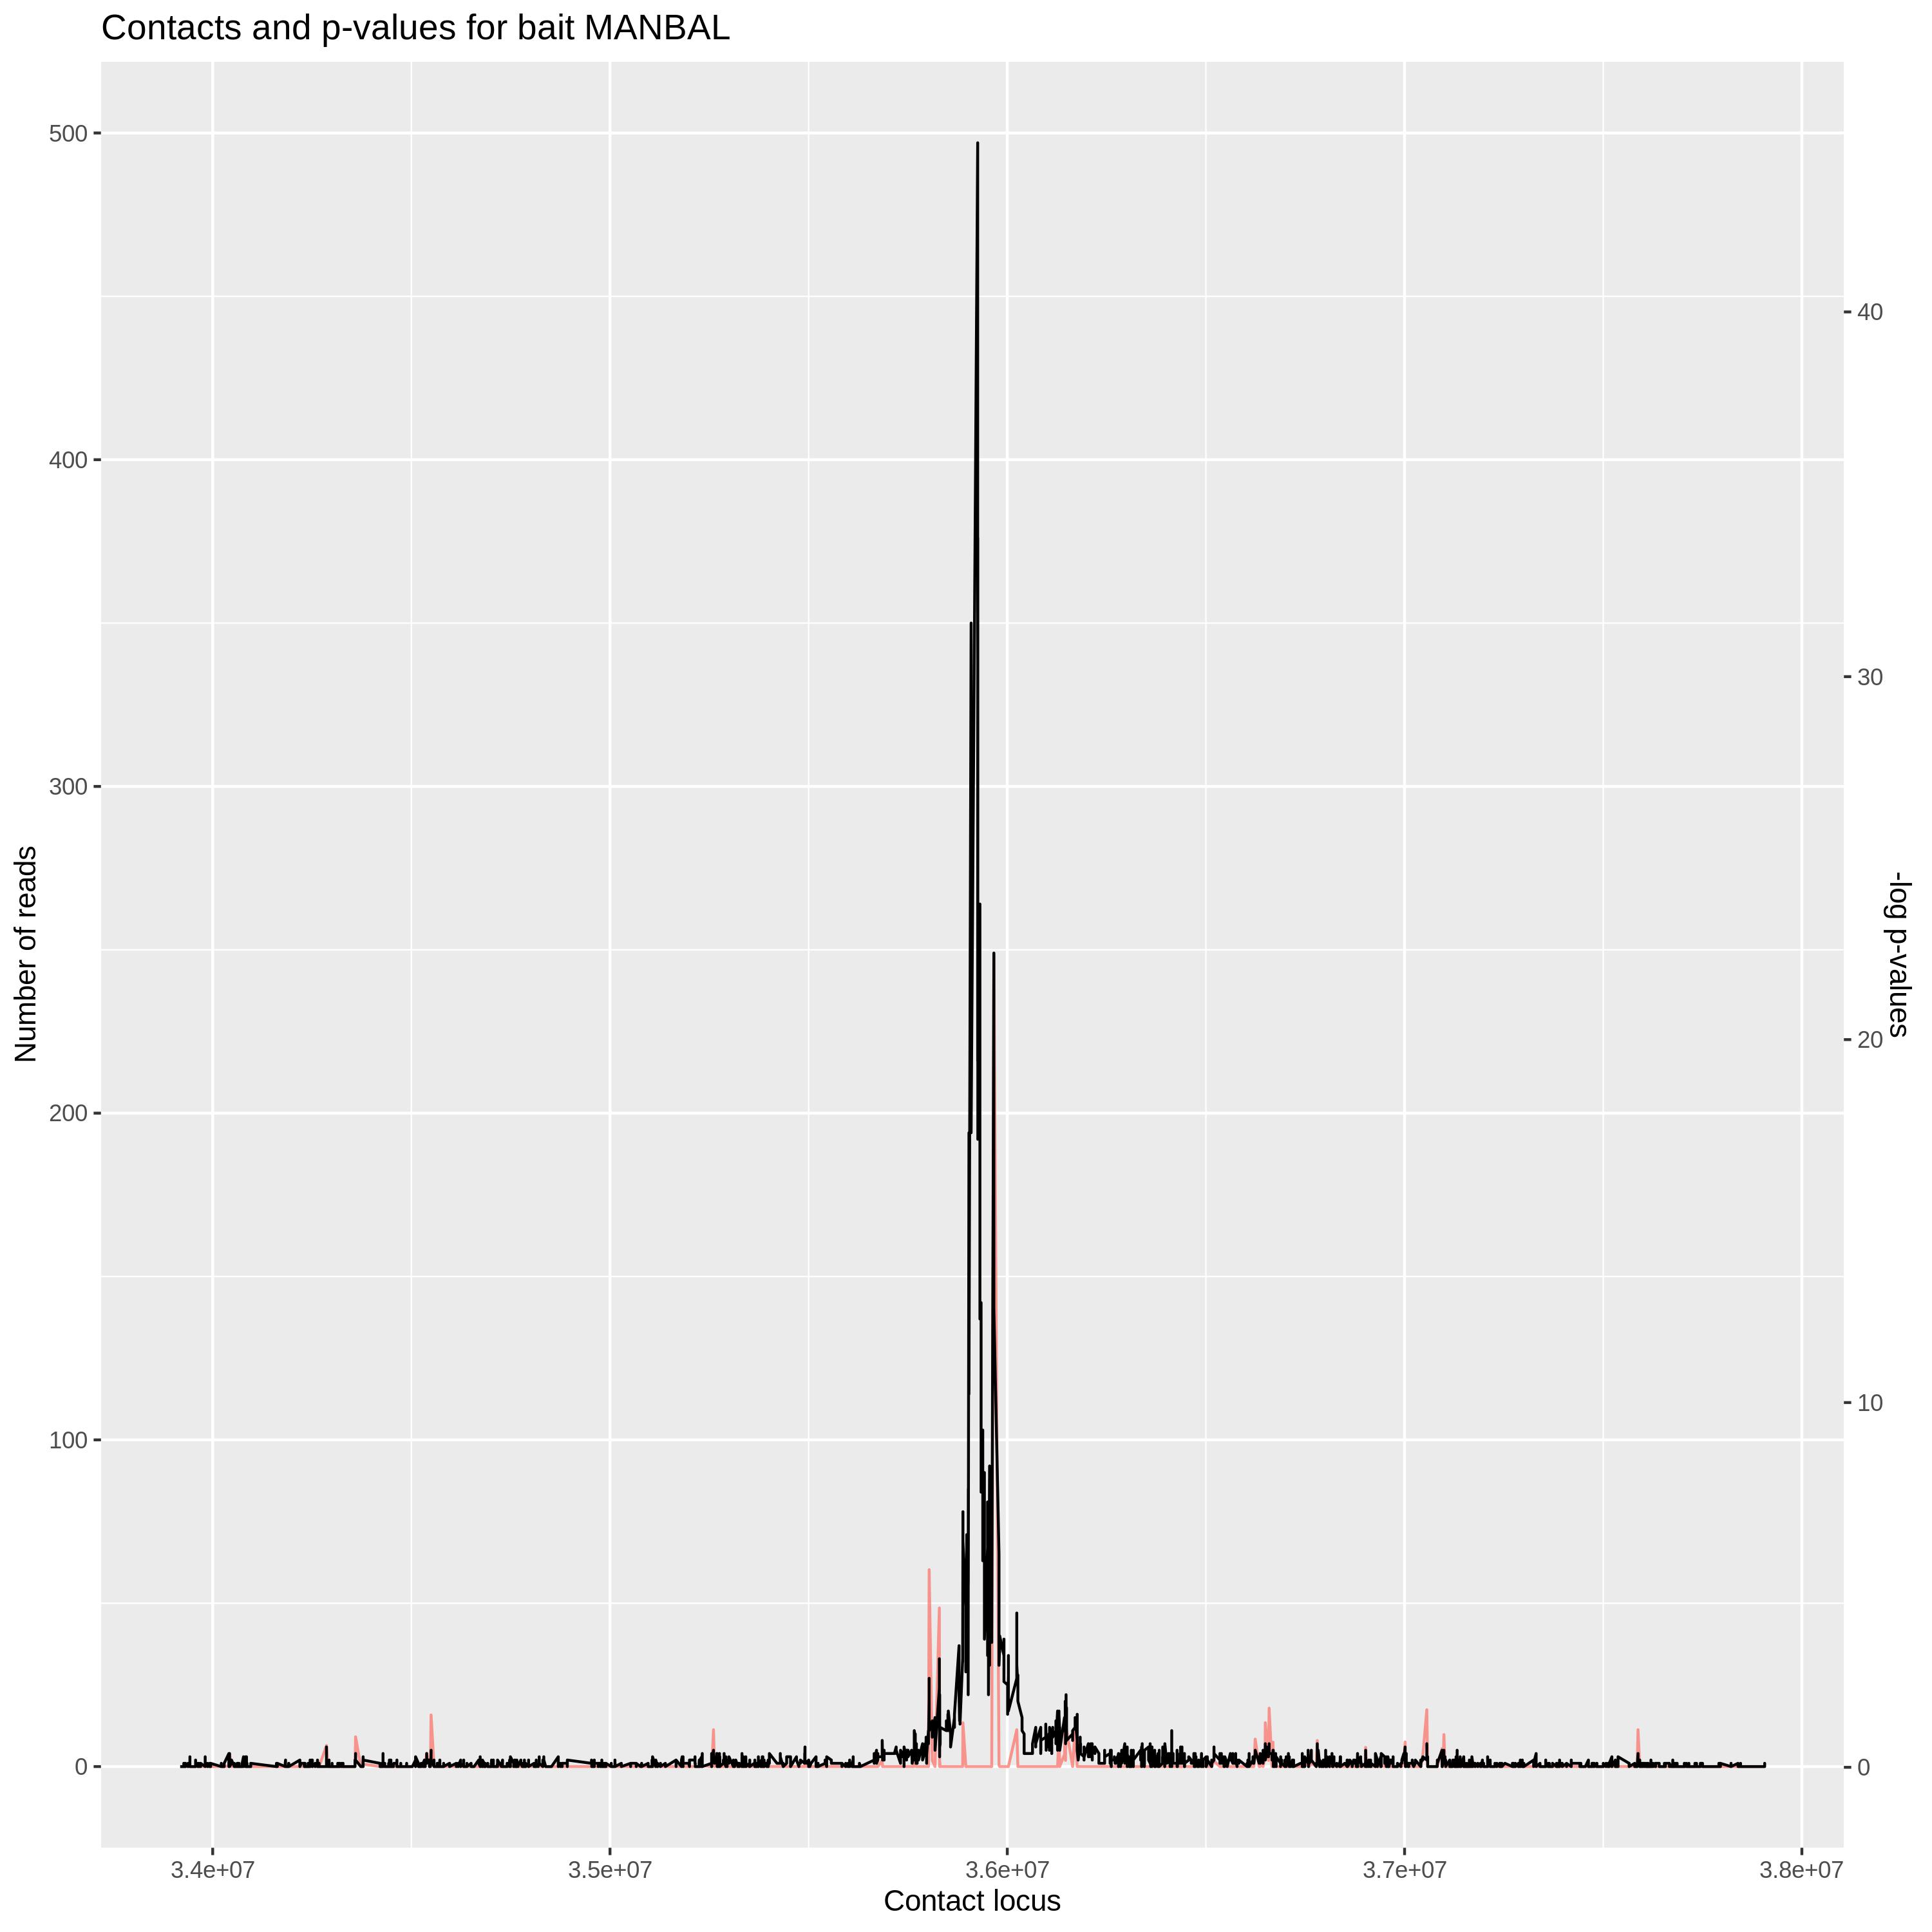 Contacts and p-values for bait MANBAL
500
400
300
200
100
0
Number of reads
40
30
20
10
0
-log p-values
3.4e+07
3.5e+07
3.6e+07
3.7e+07
3.8e+07
Contact locus